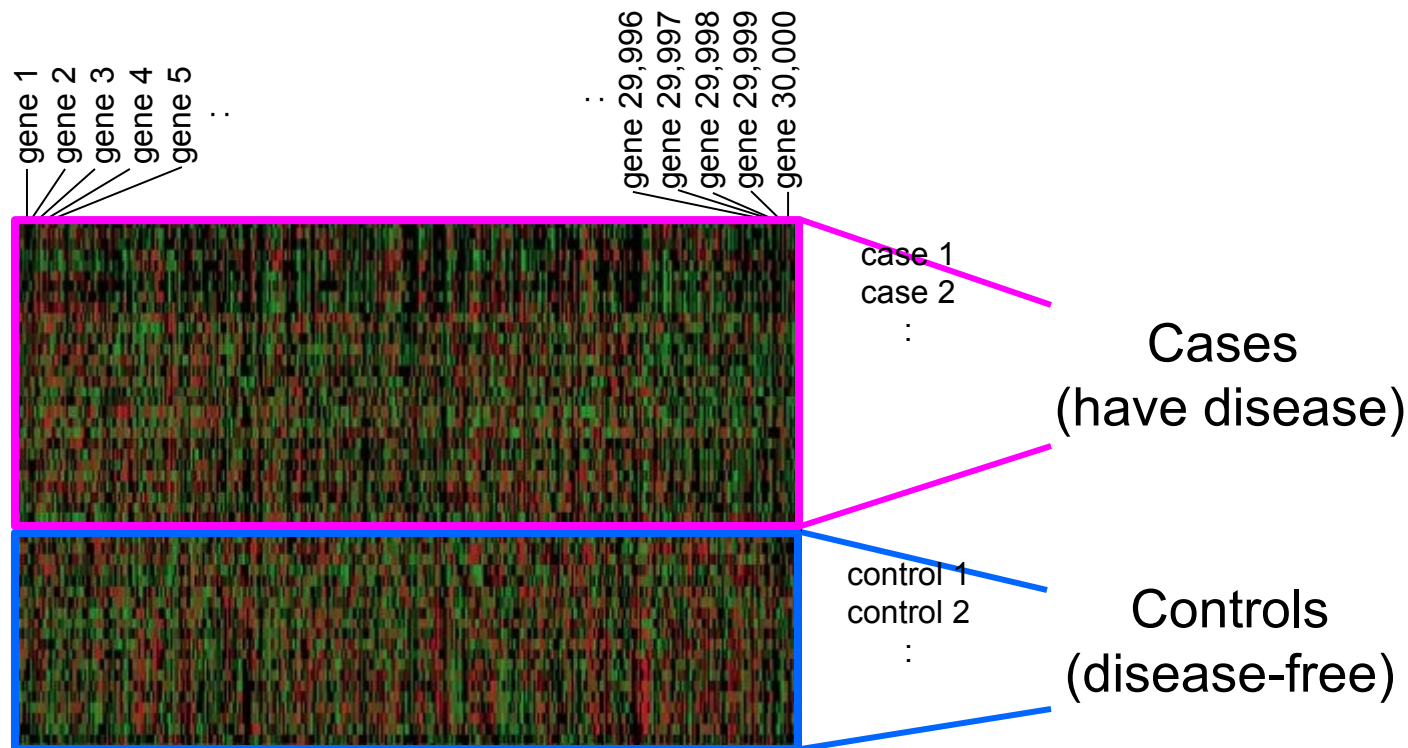 gene 1
gene 2
gene 3
gene 4
gene 5
: 
:
gene 29,996
gene 29,997
gene 29,998
gene 29,999
gene 30,000
case 1
case 2
:
Cases
(have disease)
control 1
control 2
:
Controls
(disease-free)